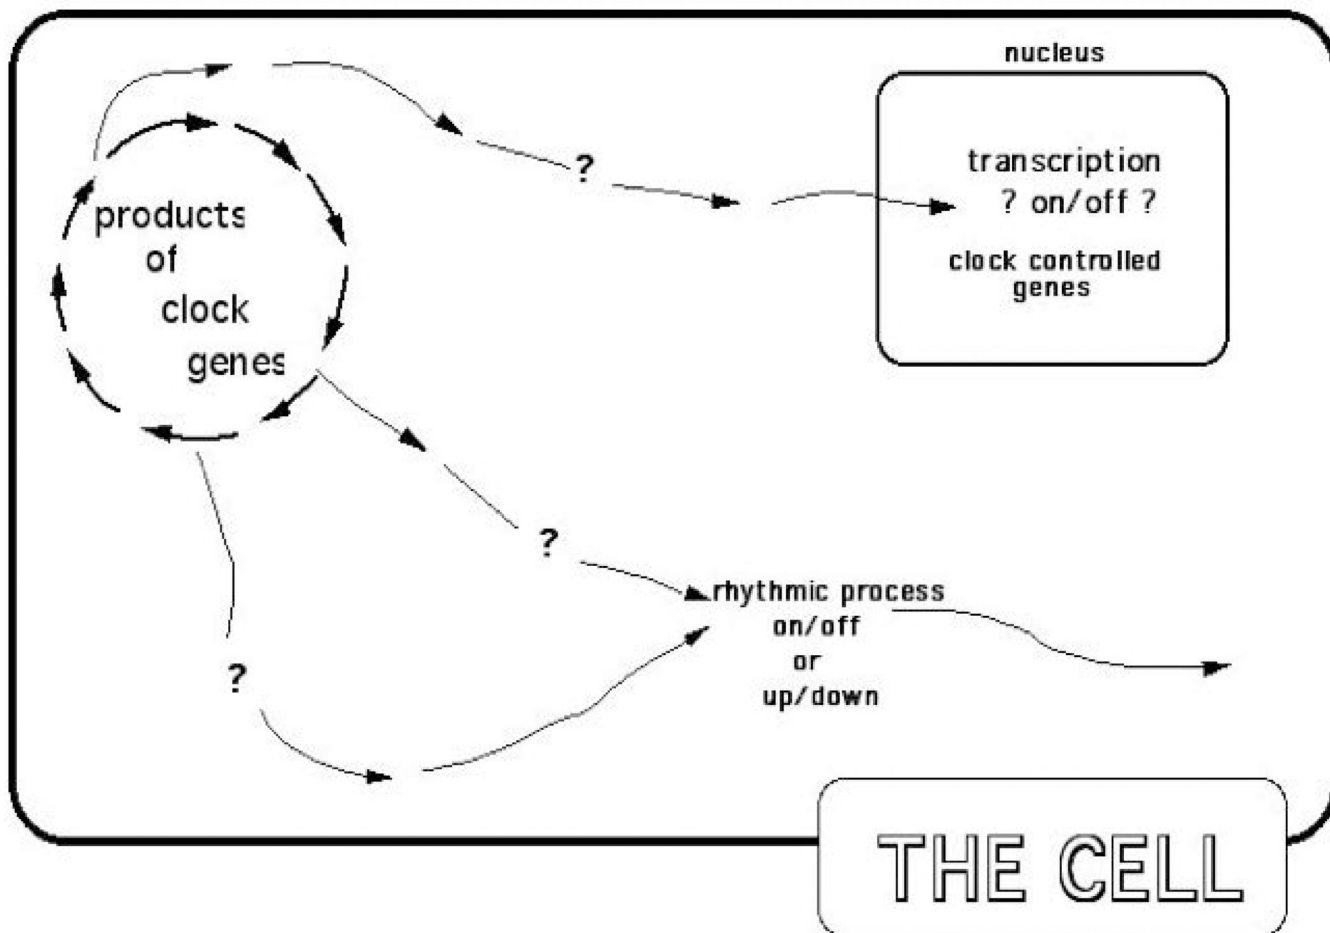 nucleus
transcription
? on/off ?
clock controlled
genes
products
of
clock
genes
?
?
?
rhythmic process
on/off
or
up/down
THE CELL